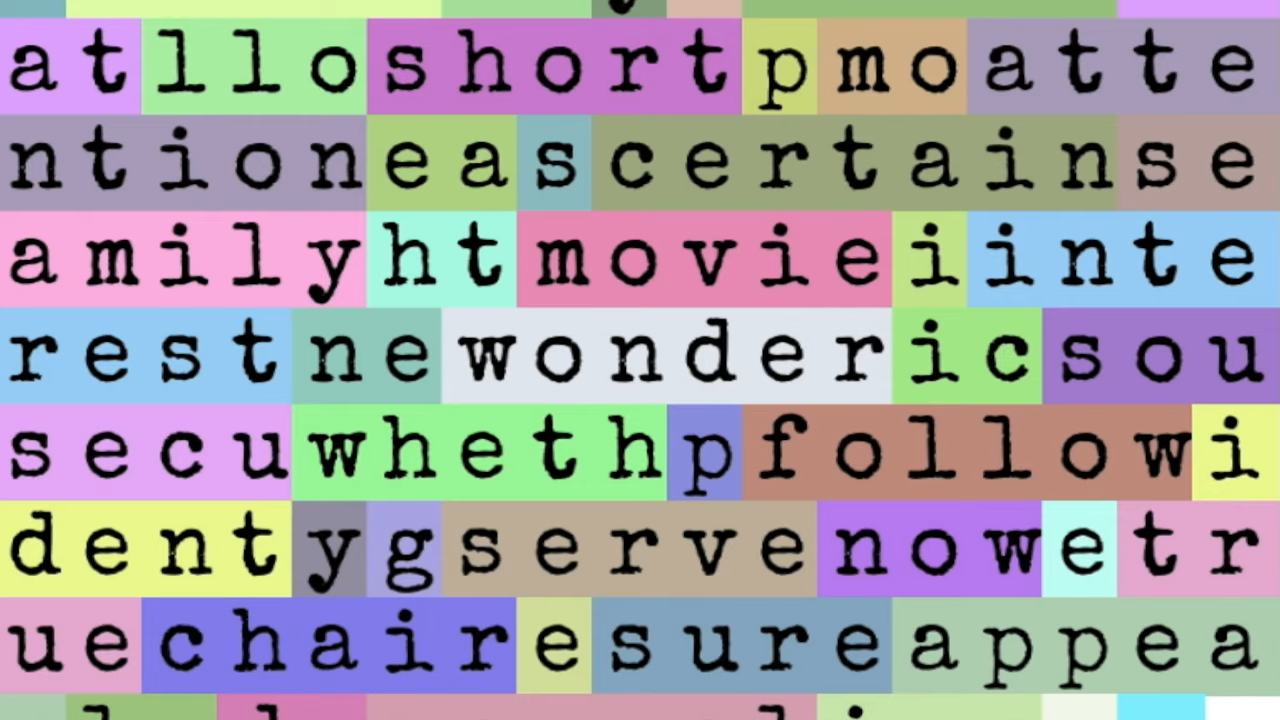 atlloshortpmoatte
ntioneascertainse
amilyhtmovieiinte
restnewondericsou
secuwhethpfollowi
dentygservenowetr
uechairesureappea